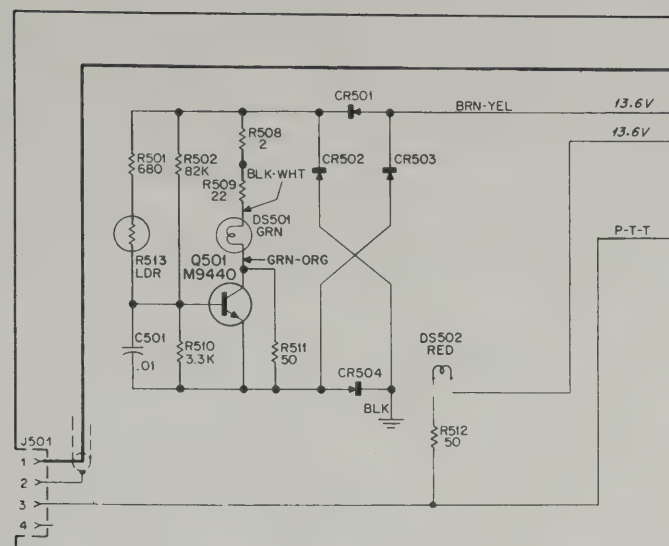 CR501
BRN-YEL
13.6V
13.6V
R501
680
R502
82K
R508
2
CR502
CR503
R509
22
BLK-WHT
DS501
GRN
P-T-T
R513
LDR
Q501
M9440
GRN-ORG
C501
.01
R510
3.3K
R511
50
DS502
RED
CR504
BLK
R512
50
J501
1
2
3
4